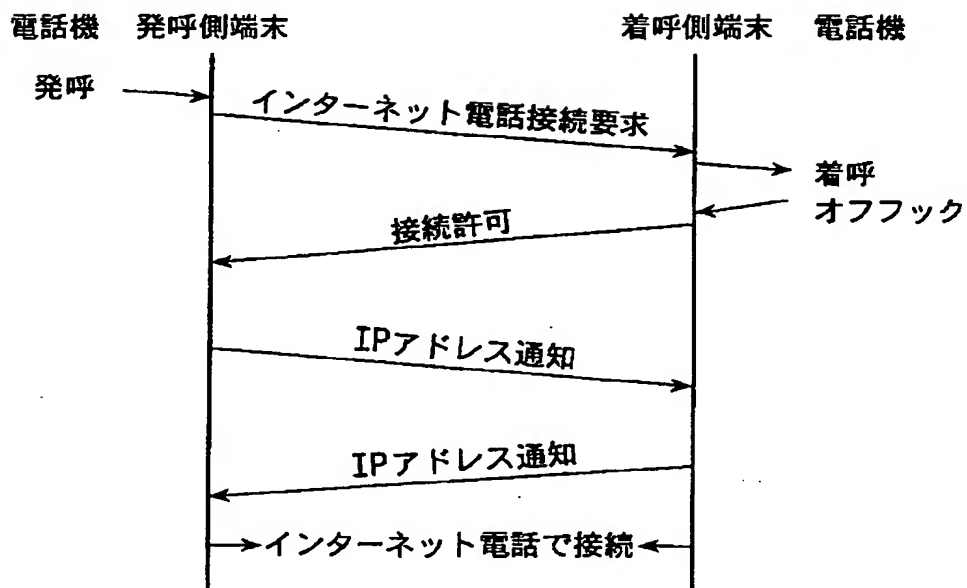 電話機 発呼側端末 着呼側端末 電話機
発呼
インターネット電話接続要求
着呼
オフフック
接続許可
IPアドレス通知
IPアドレス通知
インターネット電話で接続